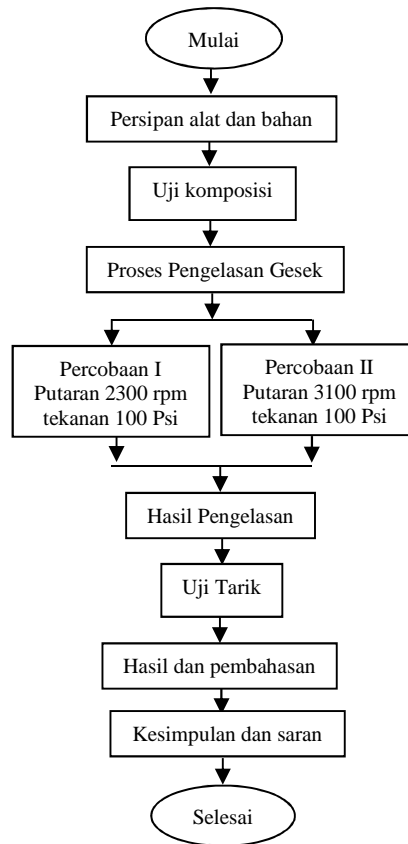 Mulai
Persipan alat dan bahan
Uji komposisi
Proses Pengelasan Gesek
Percobaan I
Putaran 2300 rpm
tekanan 100 Psi
Percobaan II
Putaran 3100 rpm
tekanan 100 Psi
Hasil Pengelasan
Uji Tarik
Hasil dan pembahasan
Kesimpulan dan saran
Selesai